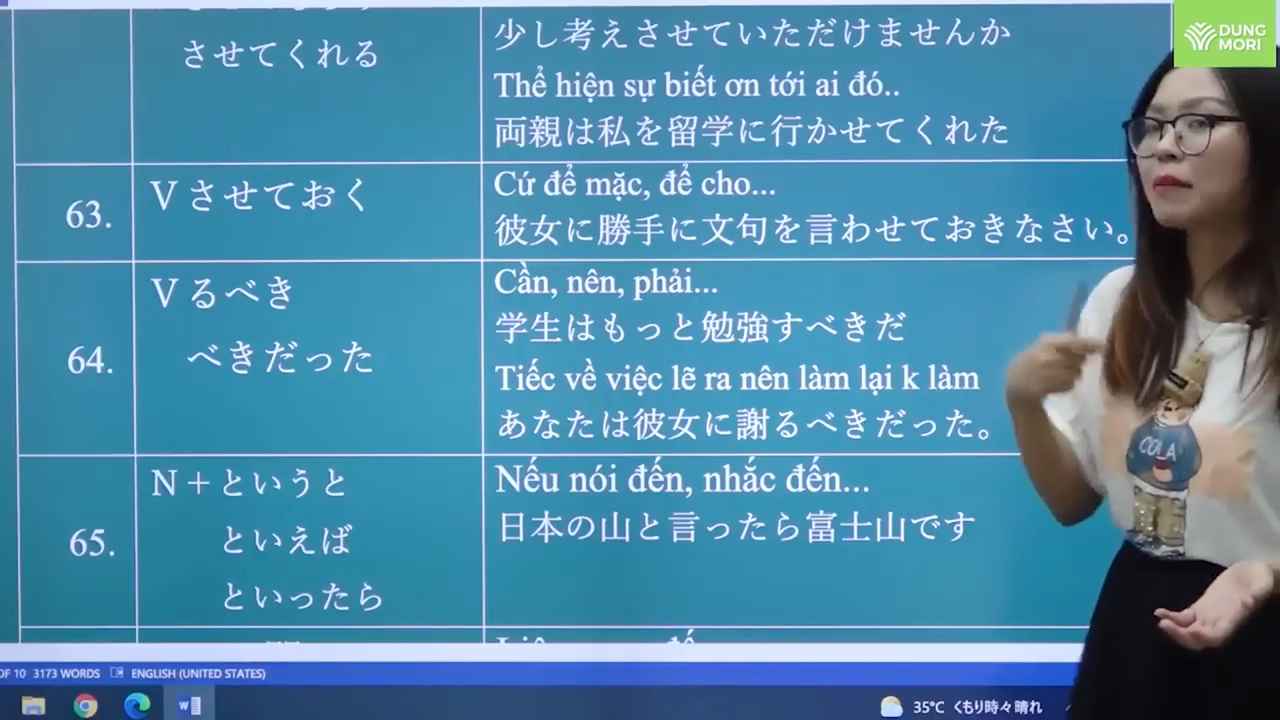 させてくれる
少し考えさせていただけませんか
Thể hiện sự biết ơn tới ai đó..
両親は私を留学に行かせてくれた
63.
Vさせておく
Cứ để mặc, để cho...
彼女に勝手に文句を言わせておきなさい。
64.
Vるべき
べきだった
Cần, nên, phải...
学生はもっと勉強すべきだ
Tiếc về việc lẽ ra nên làm lại k làm
あなたは彼女に謝るべきだった。
65.
N+というと
といえば
といったら
Nếu nói đến, nhắc đến...
日本の山と言ったら富士山です
DUNG
MORI
COLA
OF 10 3173 WORDS ENGLISH (UNITED STATES)
35°C くもり時々晴れ